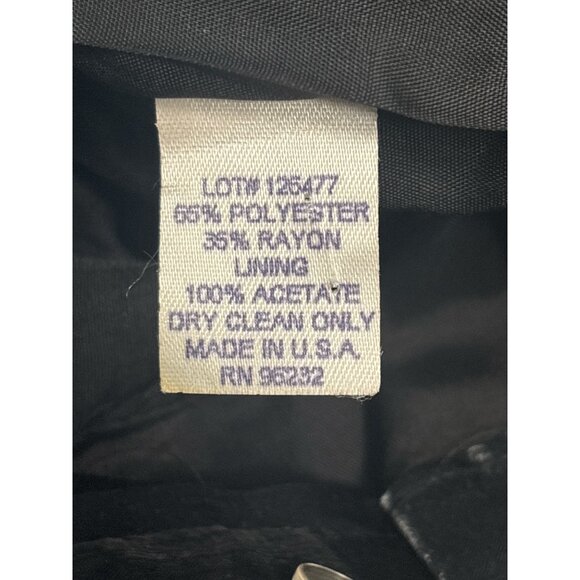 LOT# 126477
65% POLYESTER
35% RAYON
LINING
100% ACETATE
DRY CLEAN ONLY
MADE IN U.S.A.
RN 96232